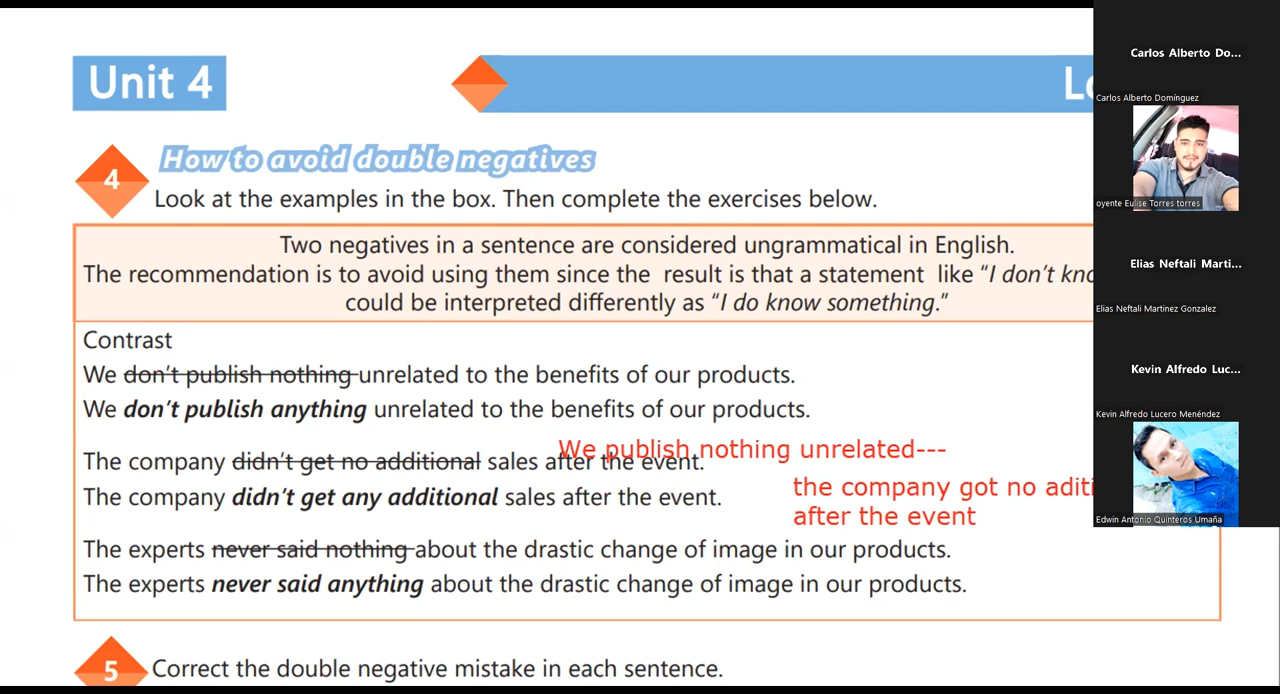 Unit 4
4
How to avoid double negatives
Look at the examples in the box. Then complete the exercises below.
Two negatives in a sentence are considered ungrammatical in English.
The recommendation is to avoid using them since the result is that a statement like “I don’t kno
could be interpreted differently as “I do know something.”
Contrast
We don’t publish nothing unrelated to the benefits of our products.
We don’t publish anything unrelated to the benefits of our products.
We publish nothing unrelated---
The company didn’t get no additional sales after the event.
The company didn’t get any additional sales after the event.
the company got no aditi
after the event
The experts never said nothing about the drastic change of image in our products.
The experts never said anything about the drastic change of image in our products.
5
Correct the double negative mistake in each sentence.
Carlos Alberto Do...
Carlos Alberto Domínguez
oyente Eulise Torres torres
Elias Neftali Marti...
Elias Neftali Martinez Gonzalez
Kevin Alfredo Luc...
Kevin Alfredo Lucero Menéndez
Edwin Antonio Quinteros Umaña